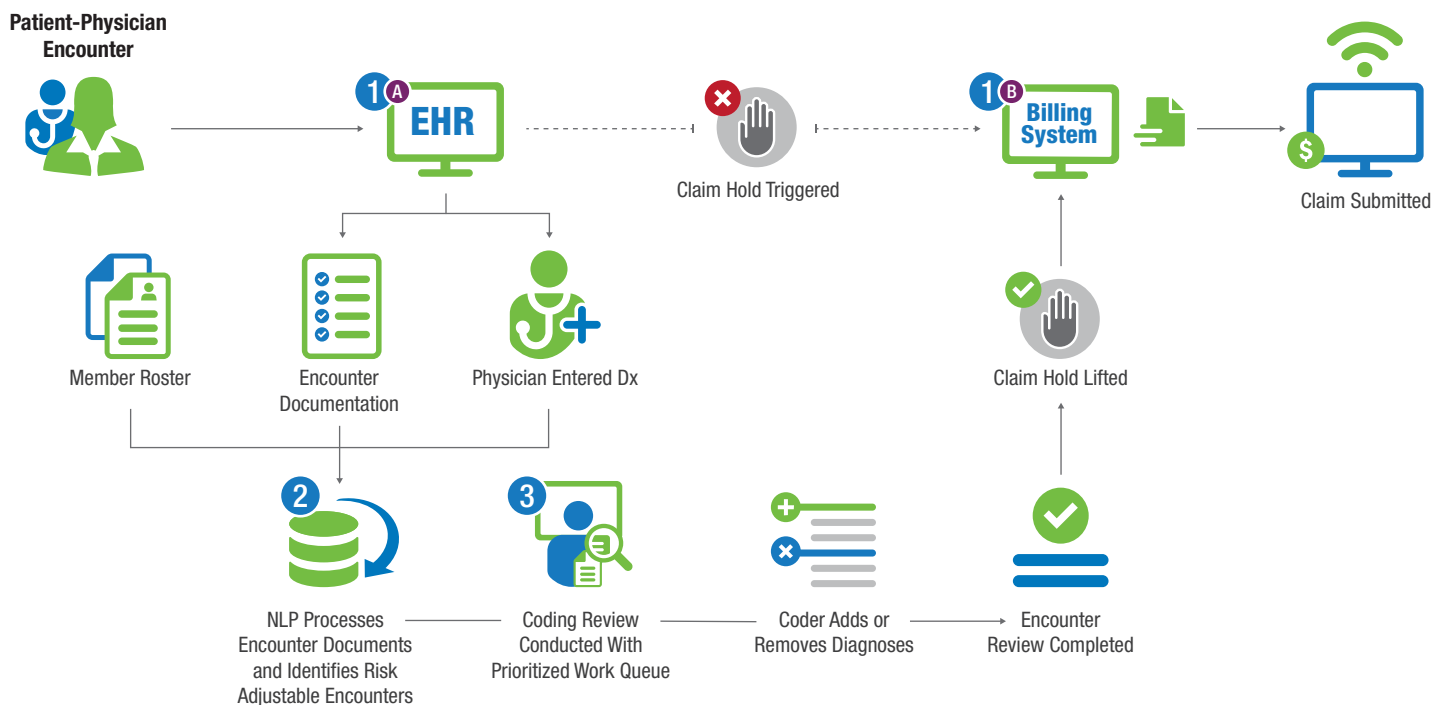 Patient-Physician
Encounter
1
A
EHR
Claim Hold Triggered
1
B
Billing
System
$
Claim Submitted
Member Roster
Encounter
Documentation
Physician Entered Dx
Claim Hold Lifted
2
NLP Processes
Encounter Documents
and Identifies Risk
Adjustable Encounters
3
Coding Review
Conducted With
Prioritized Work Queue
Coder Adds or
Removes Diagnoses
Encounter
Review Completed